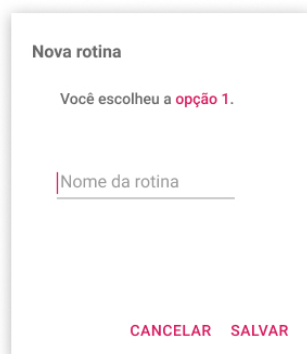 Nova rotina
Você escolheu a opção 1.
Nome da rotina
CANCELAR SALVAR